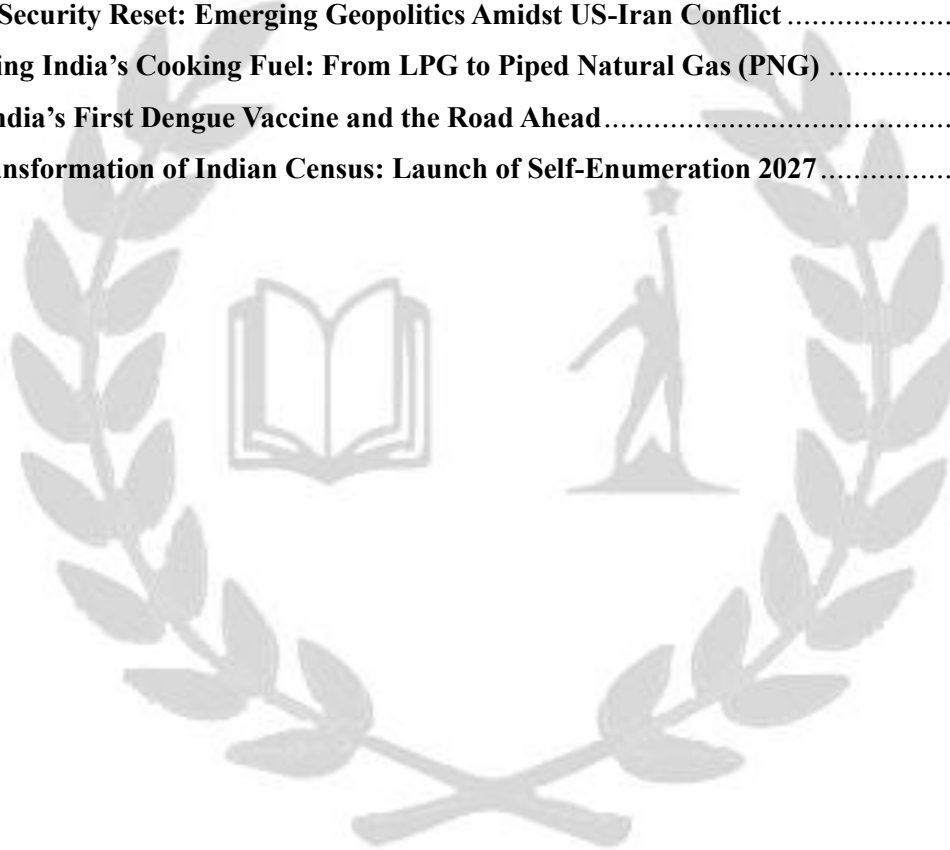 Security Reset: Emerging Geopolitics Amidst US-Iran Conflict ....................
ing India’s Cooking Fuel: From LPG to Piped Natural Gas (PNG) ................
ndia’s First Dengue Vaccine and the Road Ahead...........................................
nsformation of Indian Census: Launch of Self-Enumeration 2027.................